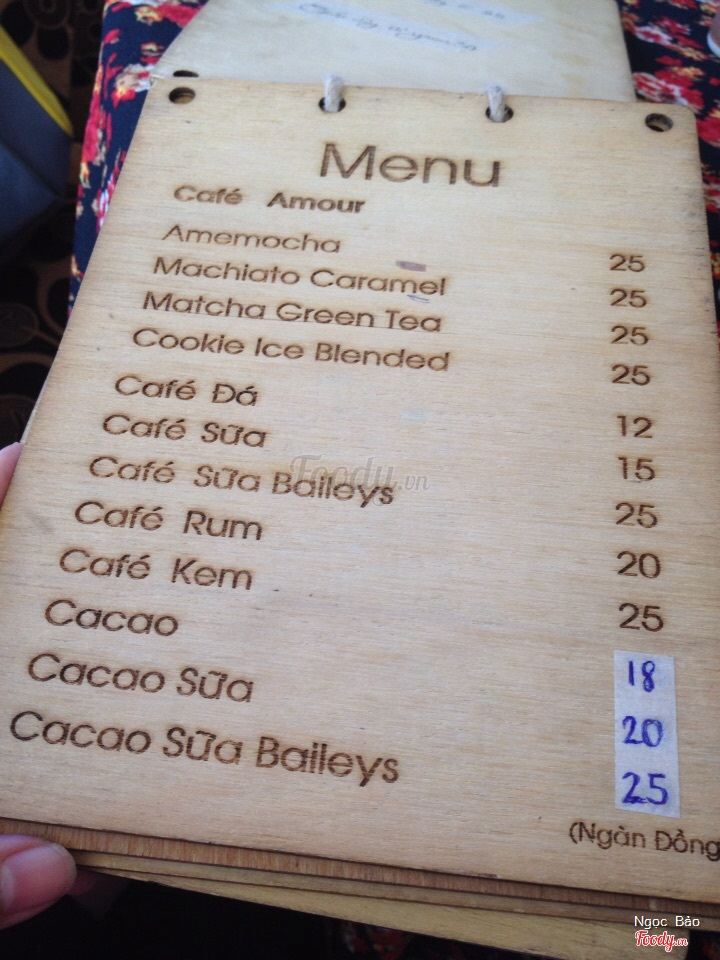 Menu
Café Amour
Amemocha 25
Machiato Caramel 25
Matcha Green Tea 25
Cookie Ice Blended 25
Café Đá 12
Café Sữa 15
Café Sữa Baileys 25
Café Rum 20
Café Kem 25
Cacao 18
Cacao Sữa 20
Cacao Sữa Baileys 25
(Ngàn Đồng
Foody.vn
Ngọc Bảo
Foody.vn